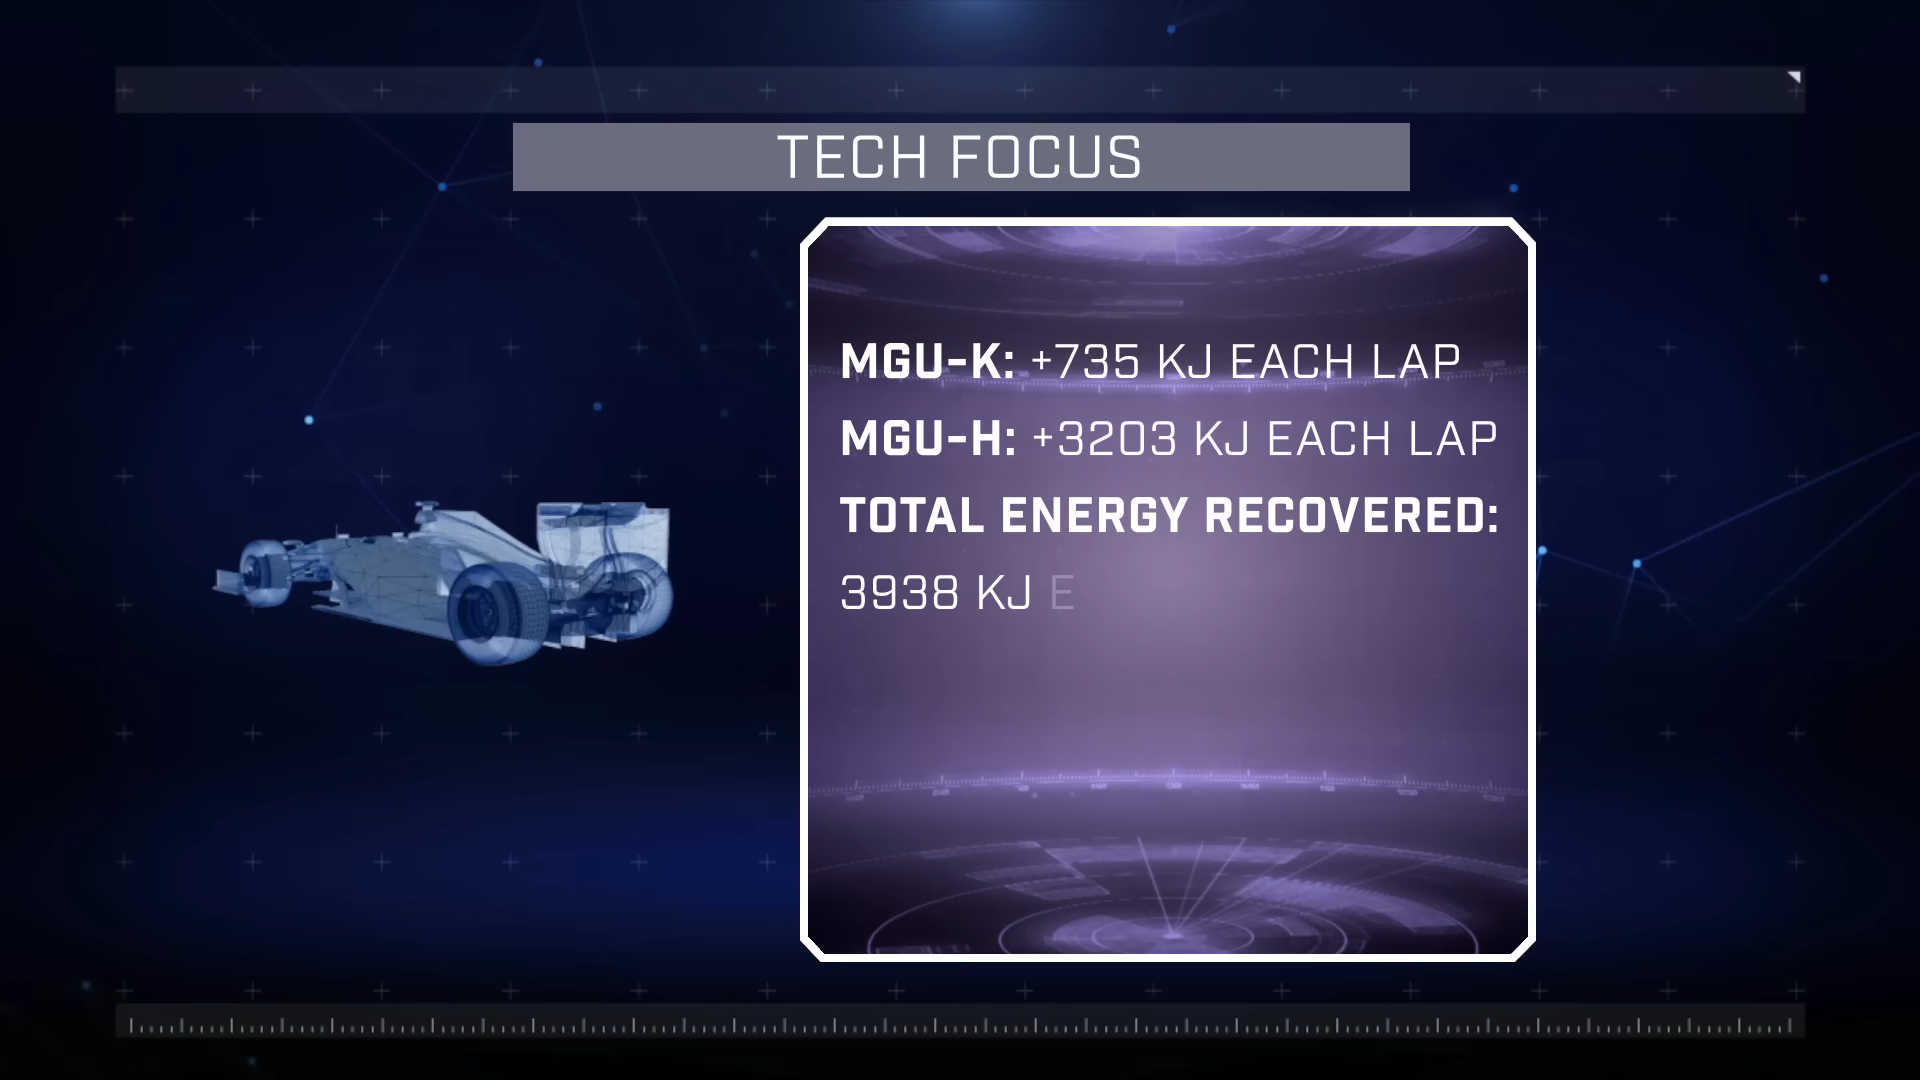 TECH FOCUS
MGU-K: +735 KJ EACH LAP
MGU-H: +3203 KJ EACH LAP
TOTAL ENERGY RECOVERED:
3938 KJ E